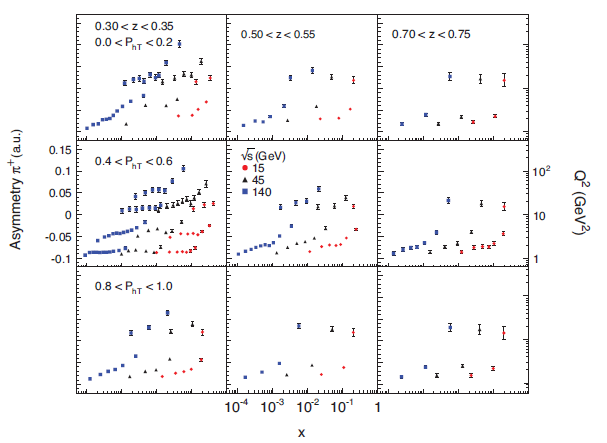 0.30 < z < 0.35
0.0 < P_hT < 0.2
0.50 < z < 0.55
0.70 < z < 0.75
Asymmetry π⁺ (a.u.)
0.15
0.1
0.05
0
-0.05
-0.1
0.4 < P_hT < 0.6
√s (GeV)
15
45
140
10²
10
1
Q² (GeV²)
0.8 < P_hT < 1.0
10⁻⁴ 10⁻³ 10⁻² 10⁻¹ 1
x